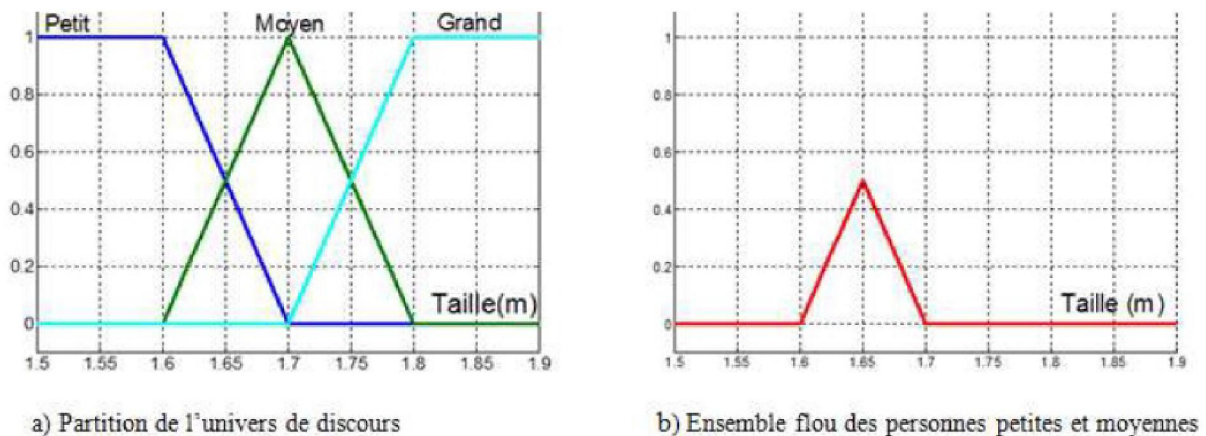 Petit Moyen Grand
1
0.8
0.6
0.4
0.2
0
Taille(m)
1.5 1.55 1.6 1.65 1.7 1.75 1.8 1.85 1.9
a) Partition de l'univers de discours
1
0.8
0.6
0.4
0.2
0
Taille (m)
1.5 1.55 1.6 1.65 1.7 1.75 1.8 1.85 1.9
b) Ensemble flou des personnes petites et moyennes